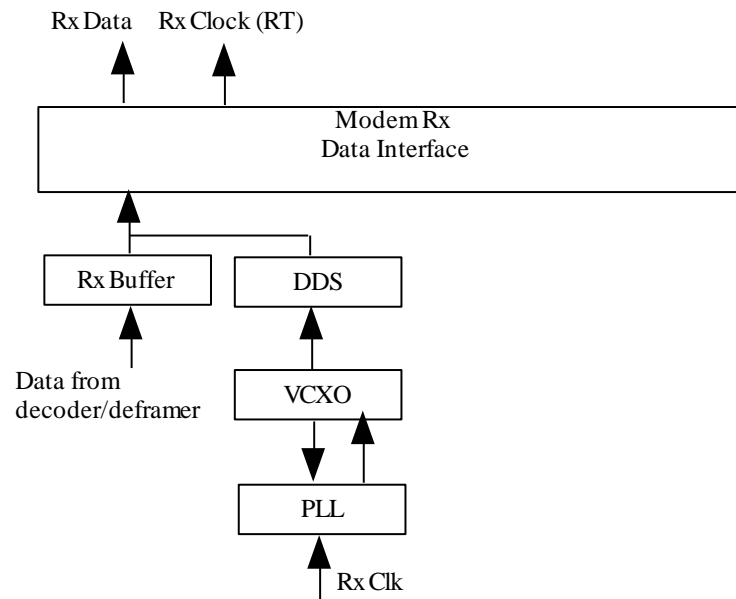 Rx Data
Rx Clock (RT)
Modem Rx
Data Interface
Rx Buffer
DDS
Data from
decoder/deframer
VCXO
PLL
Rx Clk